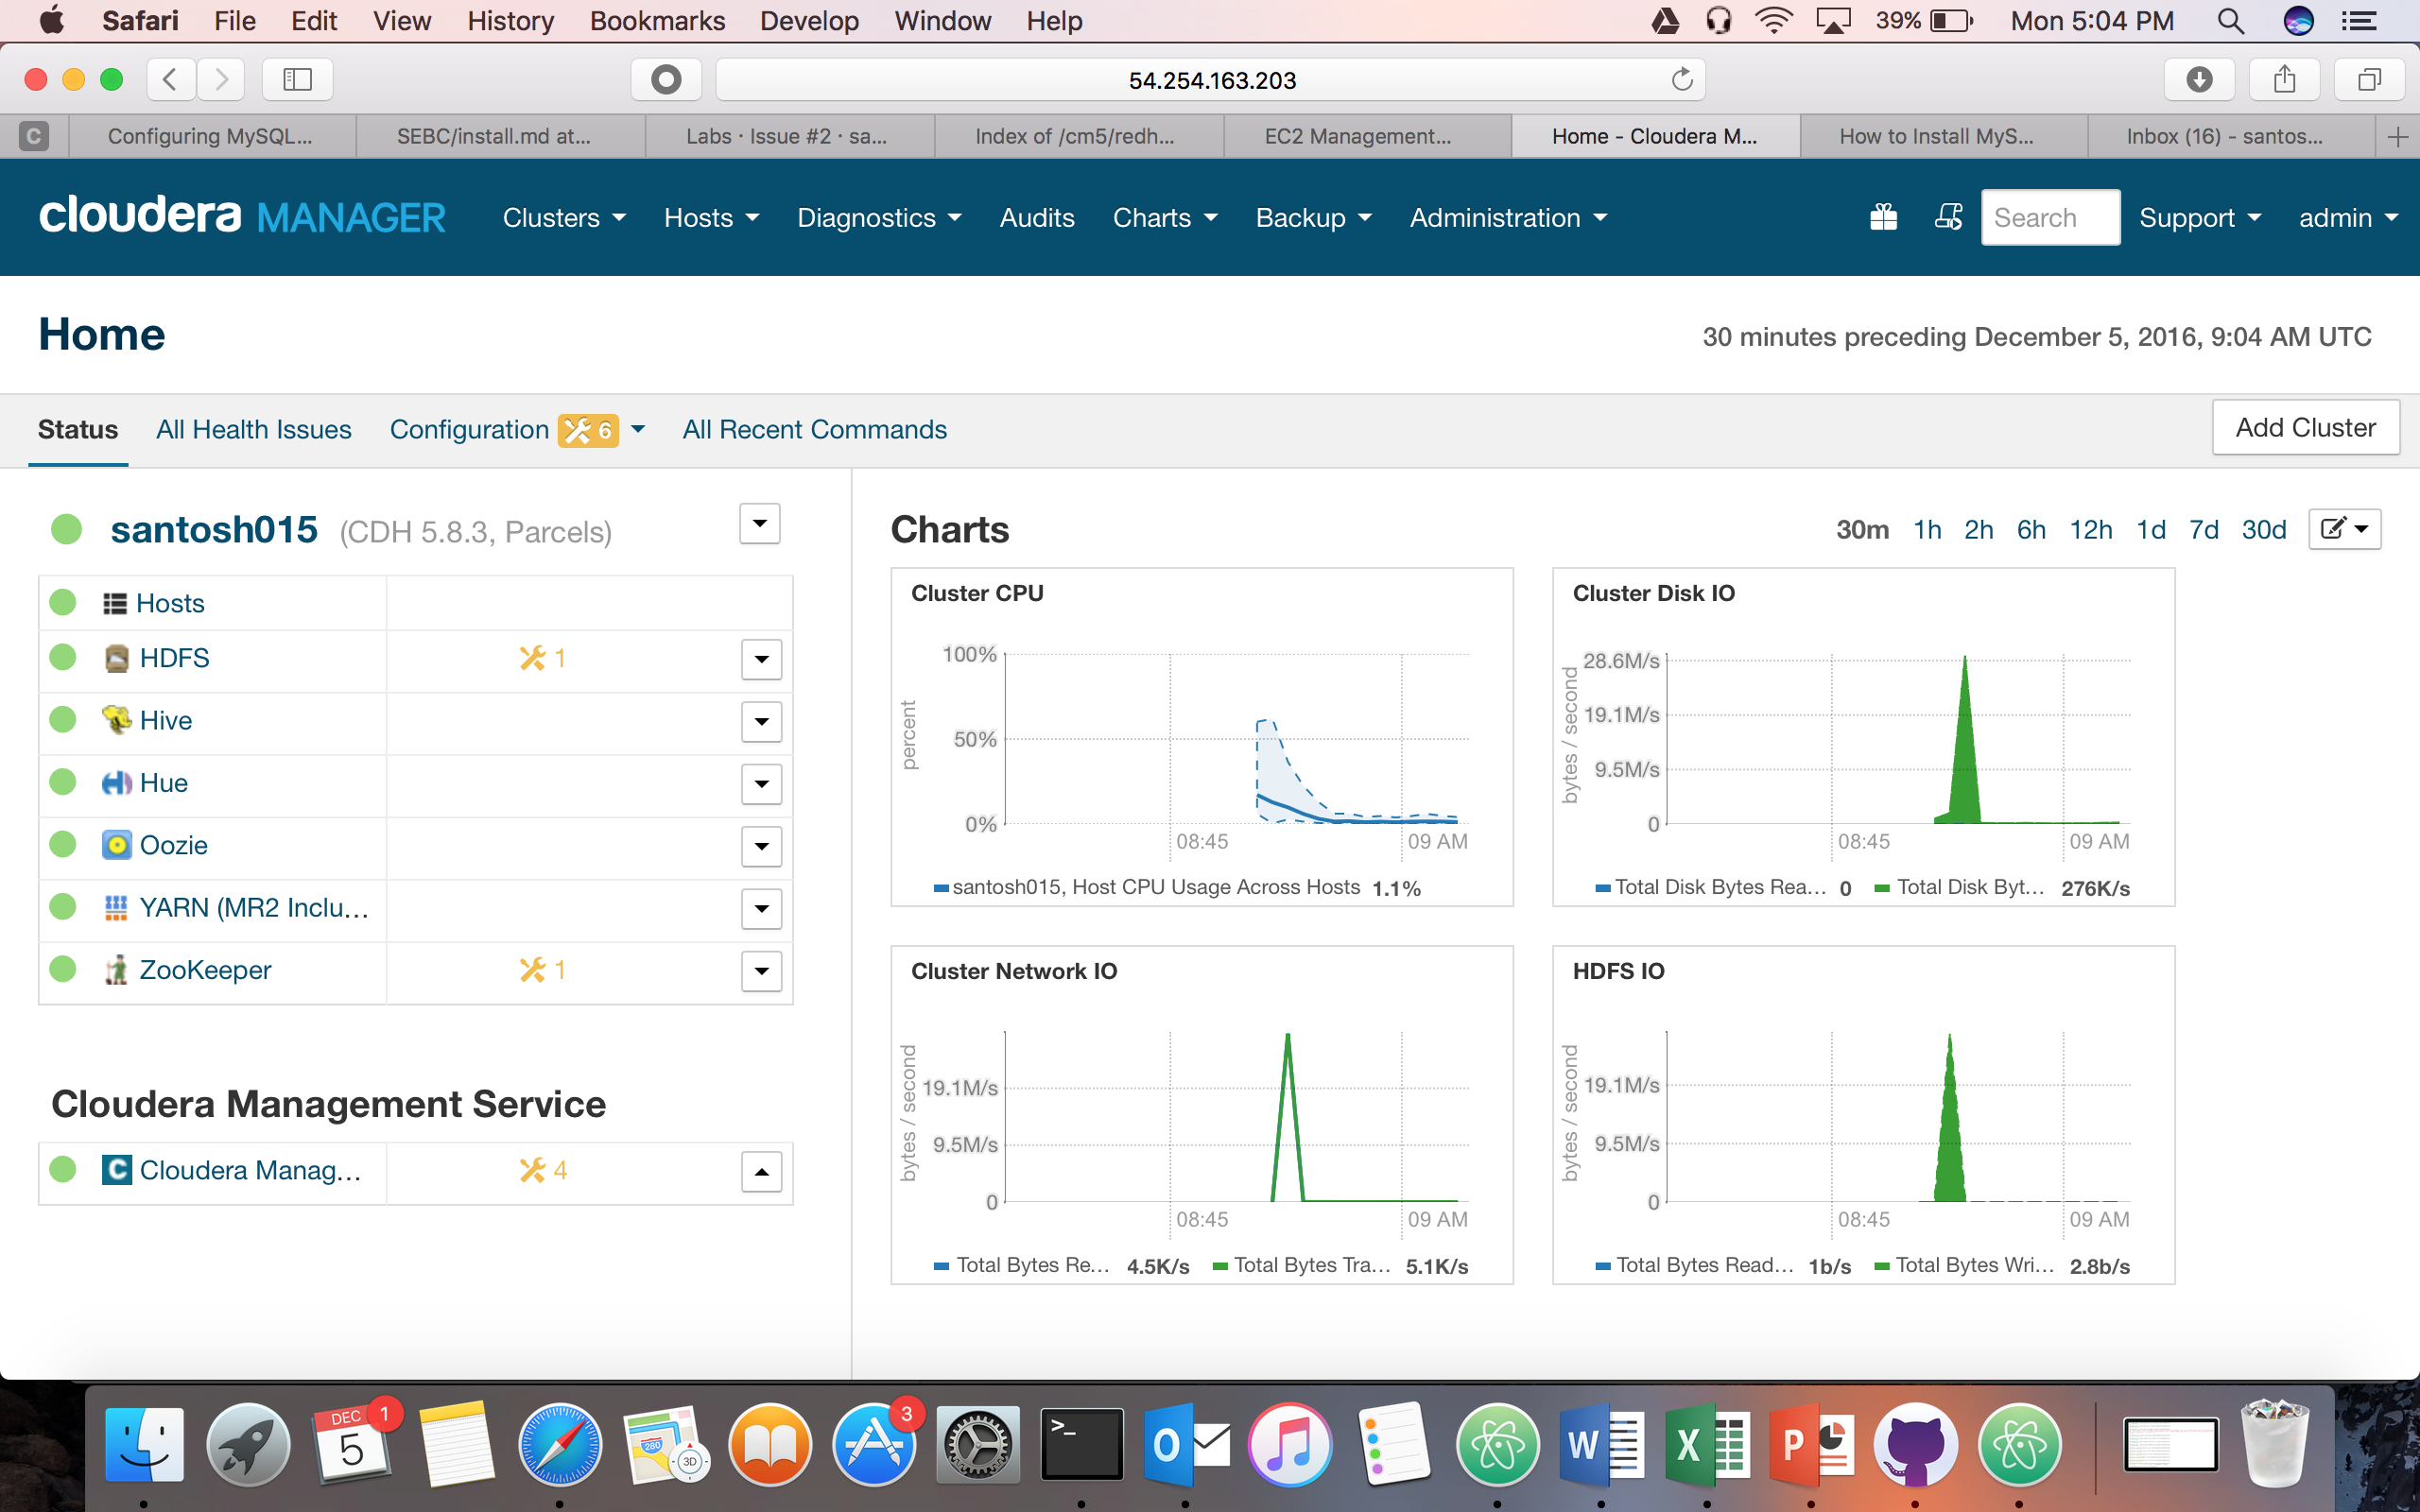 Safari File Edit View History Bookmarks Develop Window Help 39% Mon 5:04 PM
54.254.163.203
C Configuring MySQL... SEBC/install.md at... Labs · Issue #2 · sa... Index of /cm5/redh... EC2 Management... Home - Cloudera M... How to Install MyS... Inbox (16) - santos...
cloudera MANAGER Clusters Hosts Diagnostics Audits Charts Backup Administration Search Support admin
Home 30 minutes preceding December 5, 2016, 9:04 AM UTC
Status All Health Issues Configuration 6 All Recent Commands Add Cluster
santosh015 (CDH 5.8.3, Parcels)
Hosts
HDFS 1
Hive
Hue
Oozie
YARN (MR2 Inclu...
ZooKeeper 1
Cloudera Management Service
C Cloudera Manag... 4
Charts 30m 1h 2h 6h 12h 1d 7d 30d
Cluster CPU
percent
100%
50%
0%
08:45 09 AM
santosh015, Host CPU Usage Across Hosts 1.1%
Cluster Disk IO
bytes / second
28.6M/s
19.1M/s
9.5M/s
0
08:45 09 AM
Total Disk Bytes Rea... 0 Total Disk Byt... 276K/s
Cluster Network IO
bytes / second
19.1M/s
9.5M/s
0
08:45 09 AM
Total Bytes Re... 4.5K/s Total Bytes Tra... 5.1K/s
HDFS IO
bytes / second
19.1M/s
9.5M/s
0
08:45 09 AM
Total Bytes Read... 1b/s Total Bytes Wri... 2.8b/s
DEC 5 1 280 3D 3 >_ O W X P